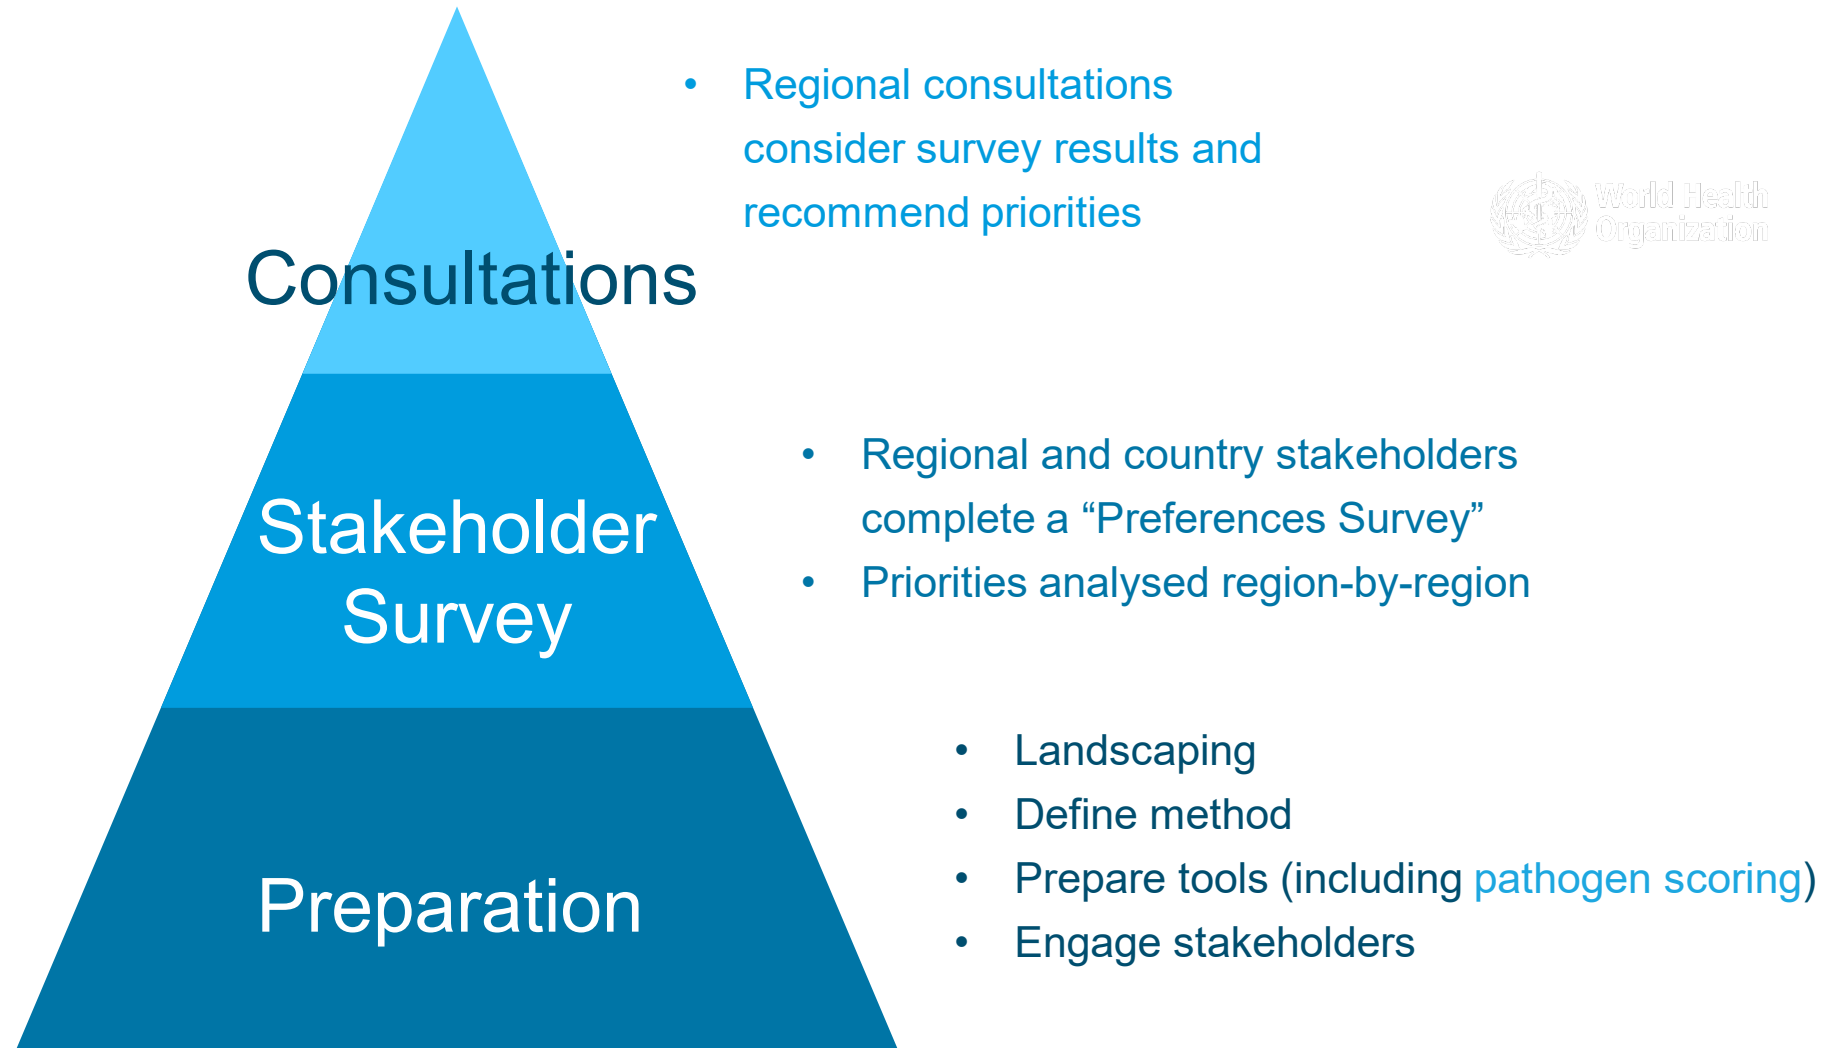 • Regional consultations
consider survey results and
recommend priorities
World Health
Organization
Consultations
• Regional and country stakeholders
complete a “Preferences Survey”
• Priorities analysed region-by-region
Stakeholder
Survey
• Landscaping
• Define method
• Prepare tools (including pathogen scoring)
• Engage stakeholders
Preparation